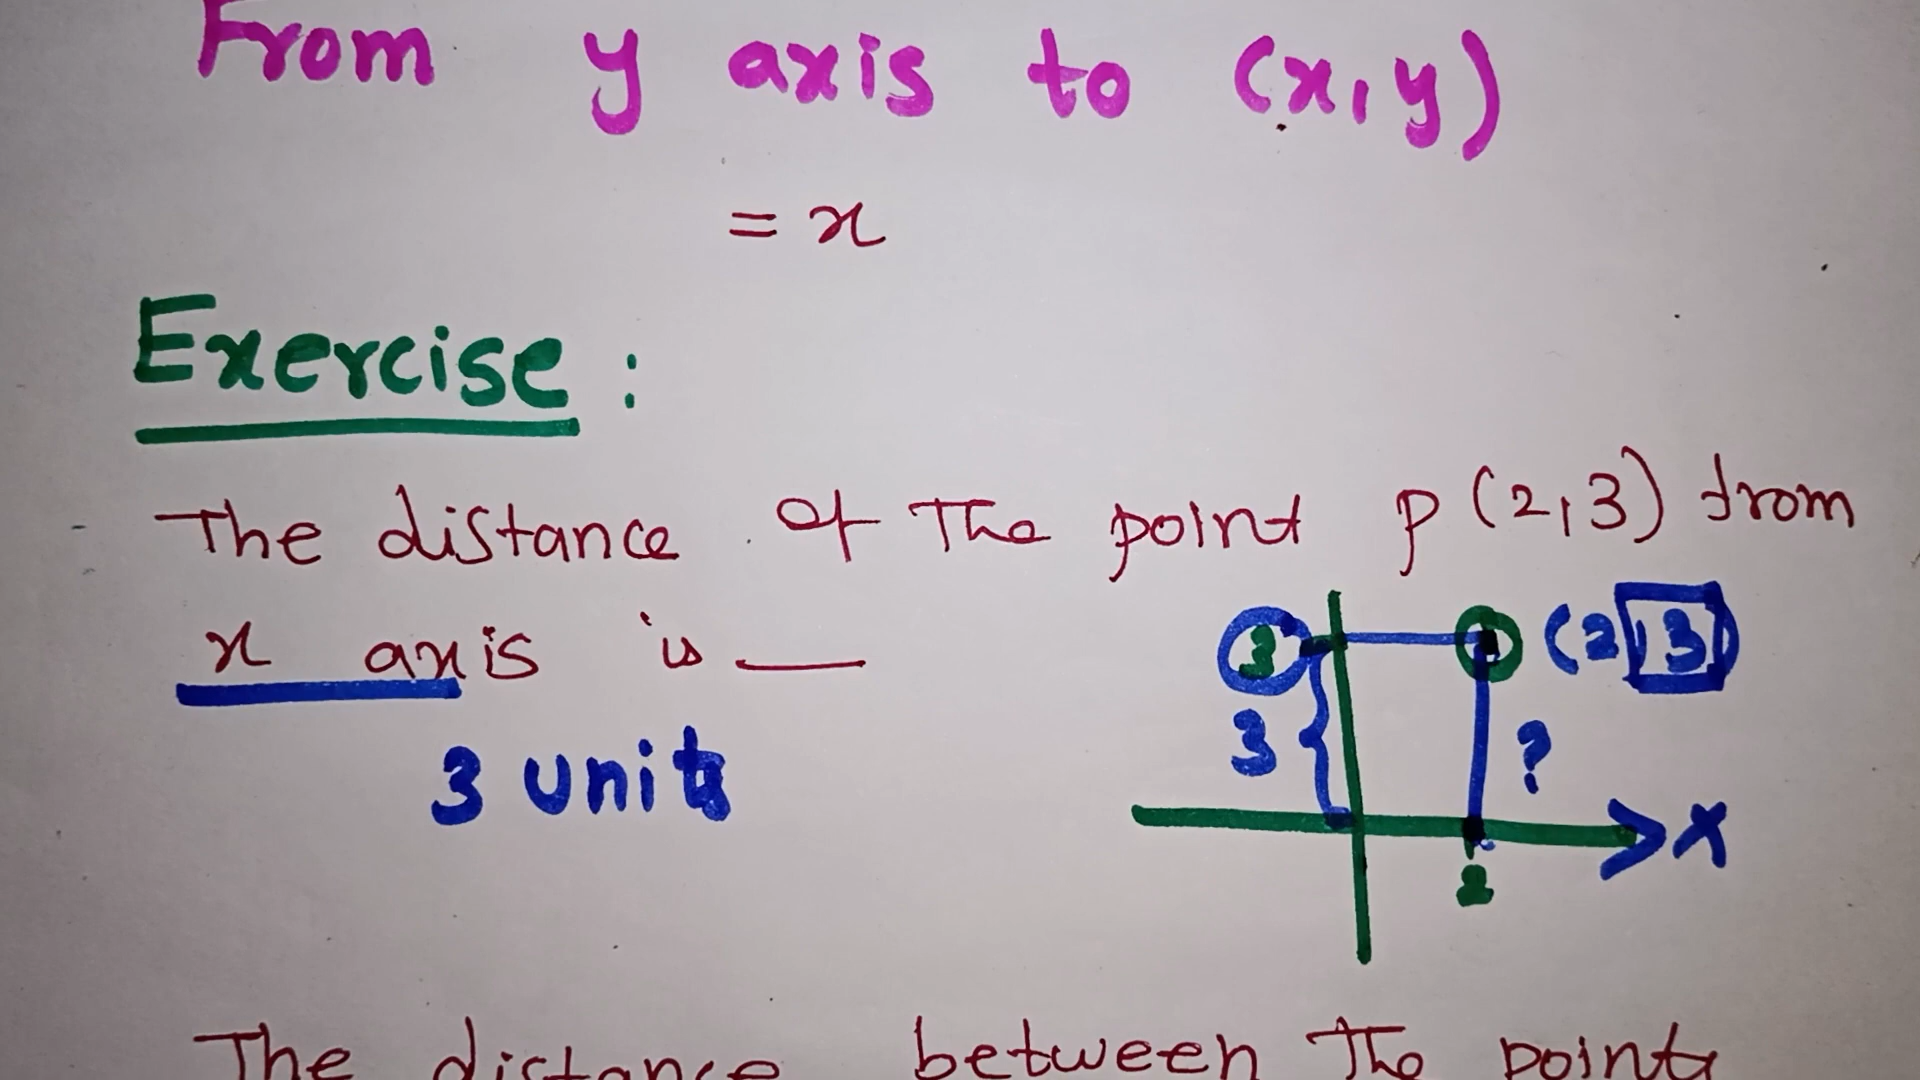 From y axis to (x,y)
= x
Exercise :
The distance of The point P(2,3) from
x axis is ___
3 (2,3)
3 units
3 ?
X
2
The distance between The points